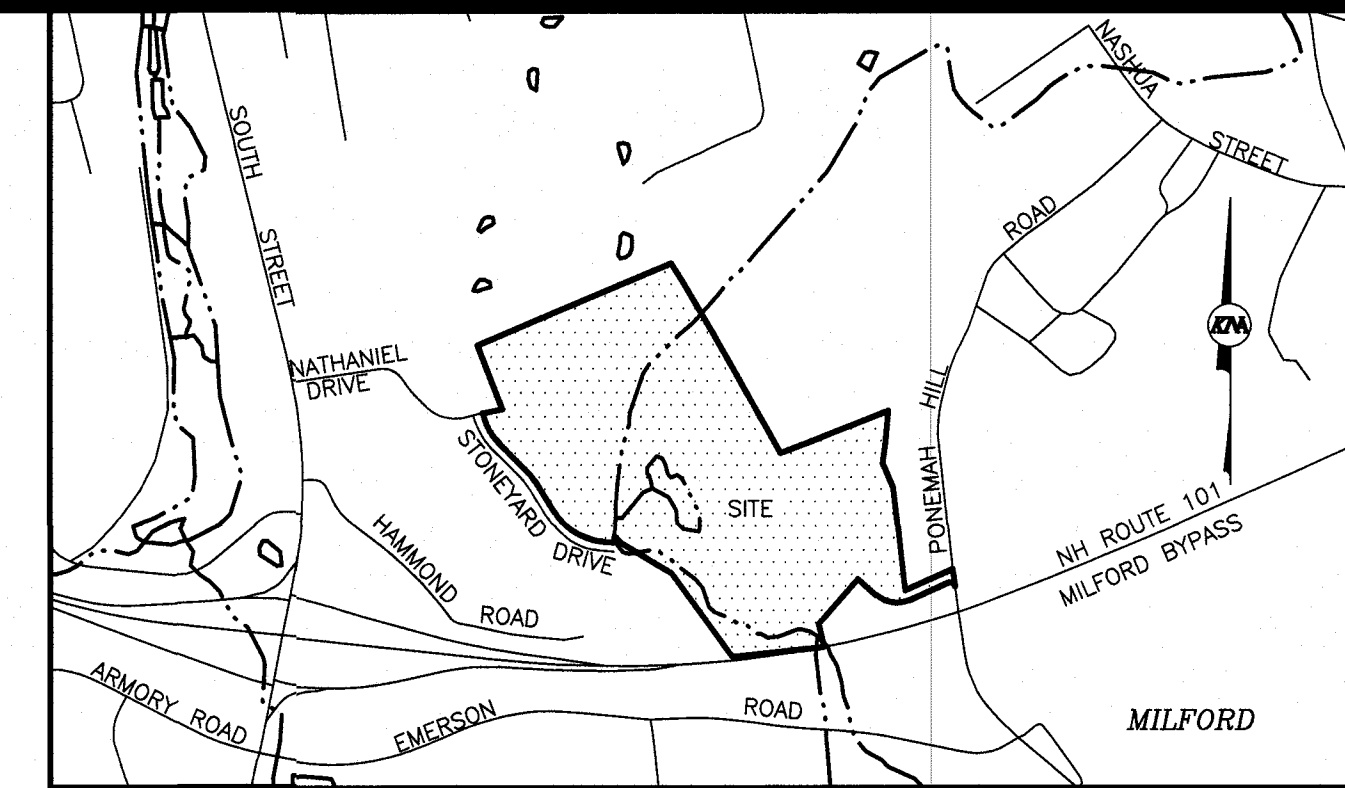 NASHUA
STREET
SOUTH
STREET
ROAD
KNA
NATHANIEL
DRIVE
PONEMAH HILL
STONEYARD DRIVE
SITE
HAMMOND ROAD
NH ROUTE 101
MILFORD BYPASS
ARMORY ROAD
EMERSON ROAD
MILFORD